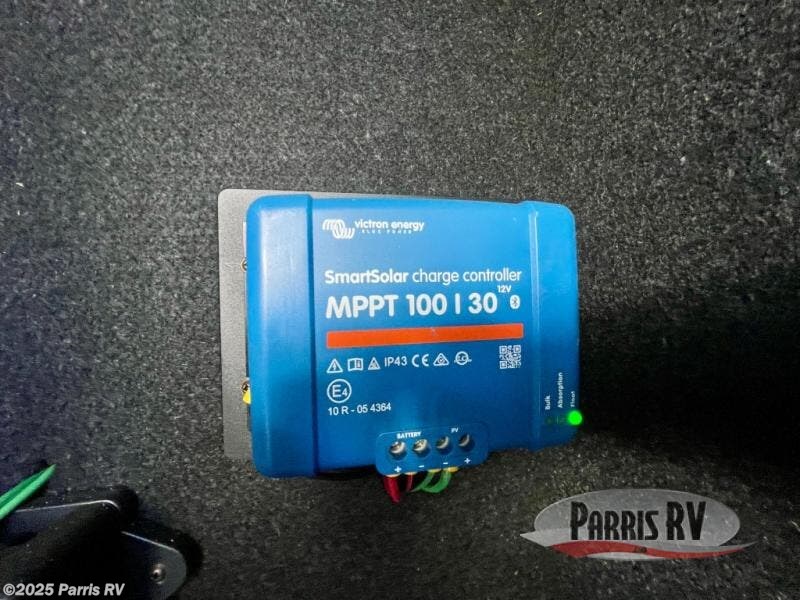 victron energy
BLUE POWER
SmartSolar charge controller
12V
MPPT 100 | 30
IP43 CE
E4
10 R - 05 4364
Bulk
Absorption
Float
BATTERY PV
+ - - +
PARRIS RV
©2025 Parris RV